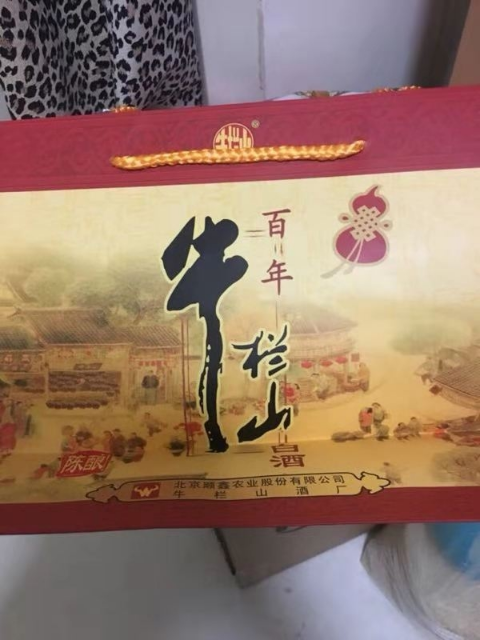 牛栏山
®
百年
牛栏山
白酒
陈酿
北京顺鑫农业股份有限公司
牛栏山酒厂